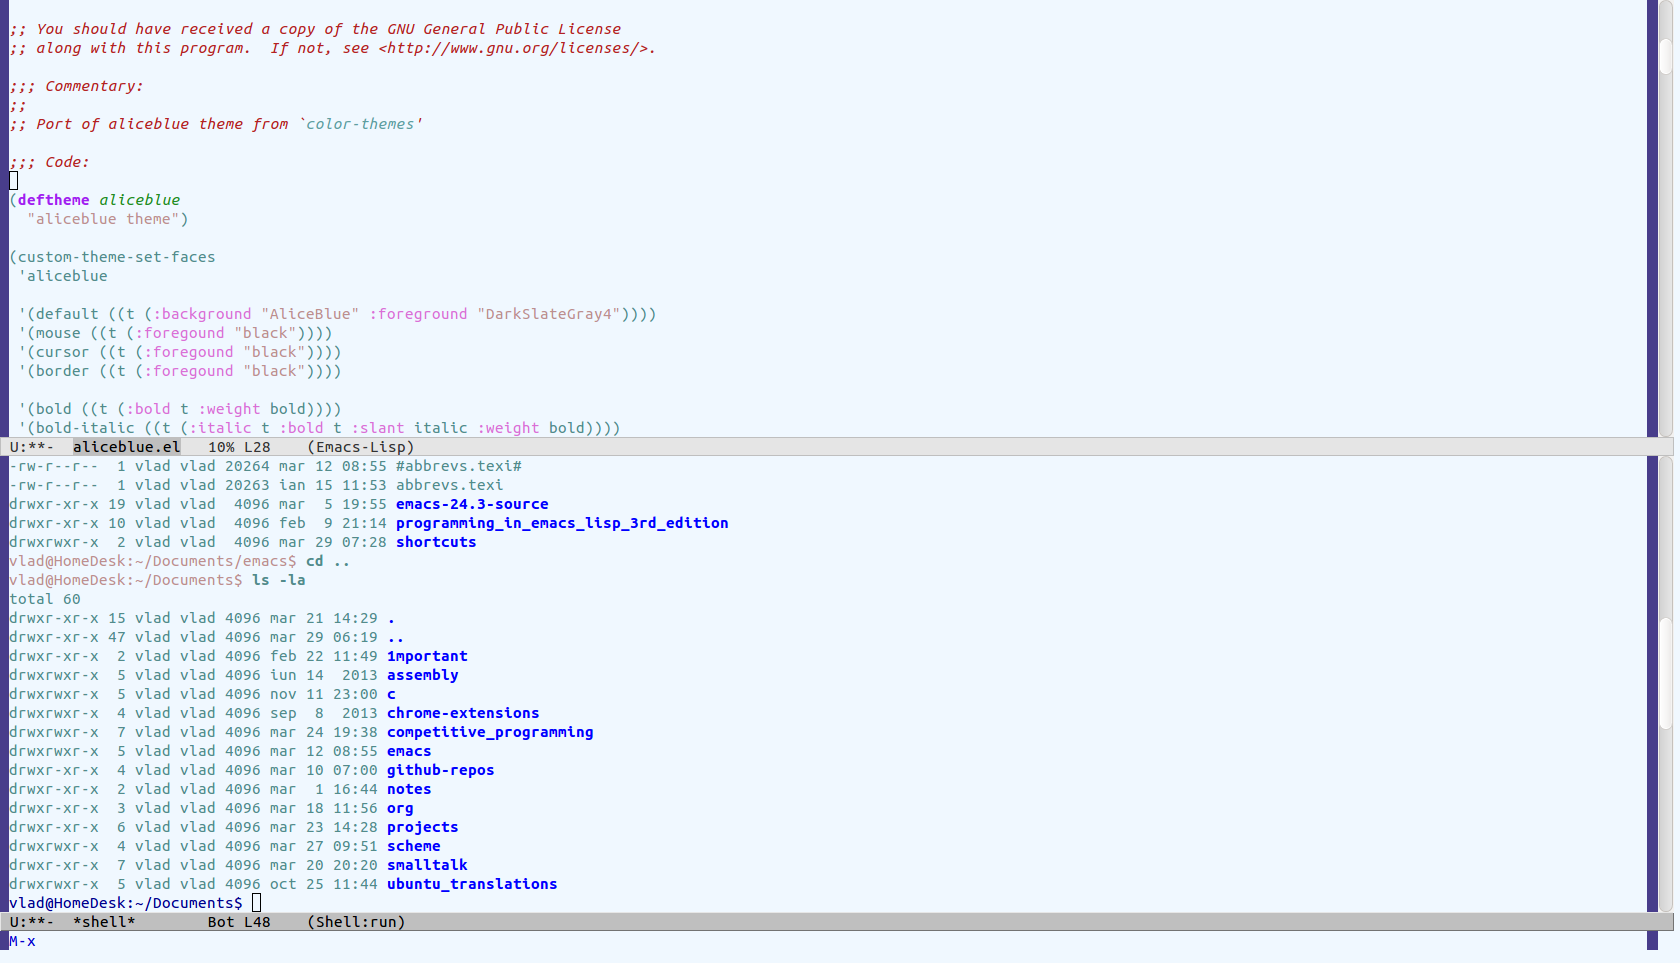 ;; You should have received a copy of the GNU General Public License
;; along with this program.  If not, see <http://www.gnu.org/licenses/>.
;;; Commentary:
;;
;; Port of aliceblue theme from `color-themes'
;;; Code:
(deftheme aliceblue
  "aliceblue theme")
(custom-theme-set-faces
 'aliceblue
 '(default ((t (:background "AliceBlue" :foreground "DarkSlateGray4"))))
 '(mouse ((t (:foregound "black"))))
 '(cursor ((t (:foregound "black"))))
 '(border ((t (:foregound "black"))))
 '(bold ((t (:bold t :weight bold))))
 '(bold-italic ((t (:italic t :bold t :slant italic :weight bold))))
U:**-  aliceblue.el   10% L28    (Emacs-Lisp)
-rw-r--r--  1 vlad vlad 20264 mar 12 08:55 #abbrevs.texi#
-rw-r--r--  1 vlad vlad 20263 ian 15 11:53 abbrevs.texi
drwxr-xr-x 19 vlad vlad  4096 mar  5 19:55 emacs-24.3-source
drwxr-xr-x 10 vlad vlad  4096 feb  9 21:14 programming_in_emacs_lisp_3rd_edition
drwxrwxr-x  2 vlad vlad  4096 mar 29 07:28 shortcuts
vlad@HomeDesk:~/Documents/emacs$ cd ..
vlad@HomeDesk:~/Documents$ ls -la
total 60
drwxr-xr-x 15 vlad vlad 4096 mar 21 14:29 .
drwxr-xr-x 47 vlad vlad 4096 mar 29 06:19 ..
drwxr-xr-x  2 vlad vlad 4096 feb 22 11:49 1mportant
drwxrwxr-x  5 vlad vlad 4096 iun 14  2013 assembly
drwxrwxr-x  5 vlad vlad 4096 nov 11 23:00 c
drwxrwxr-x  4 vlad vlad 4096 sep  8  2013 chrome-extensions
drwxrwxr-x  7 vlad vlad 4096 mar 24 19:38 competitive_programming
drwxr-xr-x  5 vlad vlad 4096 mar 12 08:55 emacs
drwxr-xr-x  4 vlad vlad 4096 mar 10 07:00 github-repos
drwxr-xr-x  2 vlad vlad 4096 mar  1 16:44 notes
drwxr-xr-x  3 vlad vlad 4096 mar 18 11:56 org
drwxr-xr-x  6 vlad vlad 4096 mar 23 14:28 projects
drwxrwxr-x  4 vlad vlad 4096 mar 27 09:51 scheme
drwxr-xr-x  7 vlad vlad 4096 mar 20 20:20 smalltalk
drwxrwxr-x  5 vlad vlad 4096 oct 25 11:44 ubuntu_translations
vlad@HomeDesk:~/Documents$
U:**-  *shell*        Bot L48    (Shell:run)
M-x